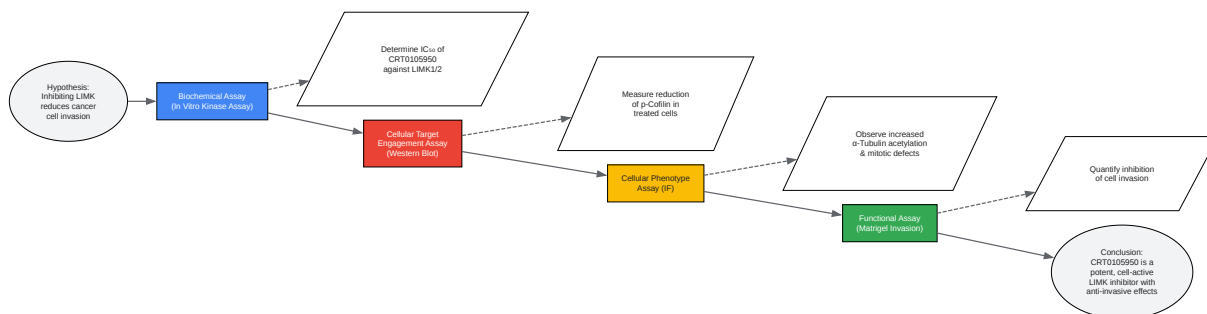 Hypothesis:
Inhibiting LIMK
reduces cancer
cell invasion
Biochemical Assay
(In Vitro Kinase Assay)
Determine IC₅₀ of
CRT0105950
against LIMK1/2
Cellular Target
Engagement Assay
(Western Blot)
Measure reduction
of p-Cofilin in
treated cells
Cellular Phenotype
Assay (IF)
Observe increased
α-Tubulin acetylation
& mitotic defects
Functional Assay
(Matrigel Invasion)
Quantify inhibition
of cell invasion
Conclusion:
CRT0105950 is a
potent, cell-active
LIMK inhibitor with
anti-invasive effects